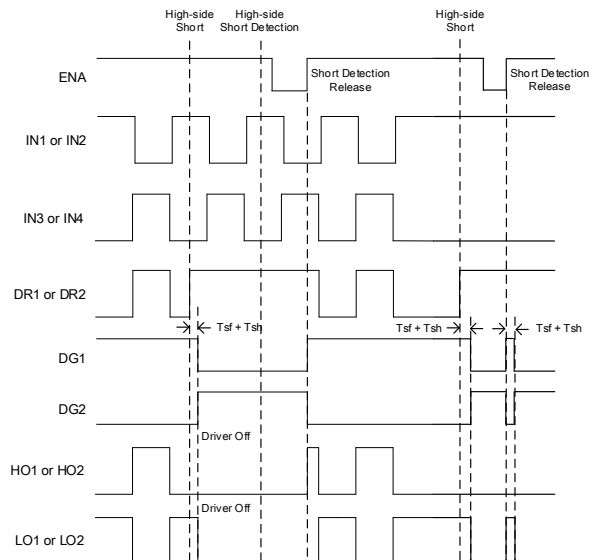 High-side
Short
High-side
Short Detection
High-side
Short
ENA
Short Detection
Release
Short Detection
Release
IN1 or IN2
IN3 or IN4
DR1 or DR2
Tsf + Tsh
Tsf + Tsh
Tsf + Tsh
DG1
DG2
Driver Off
HO1 or HO2
Driver Off
LO1 or LO2